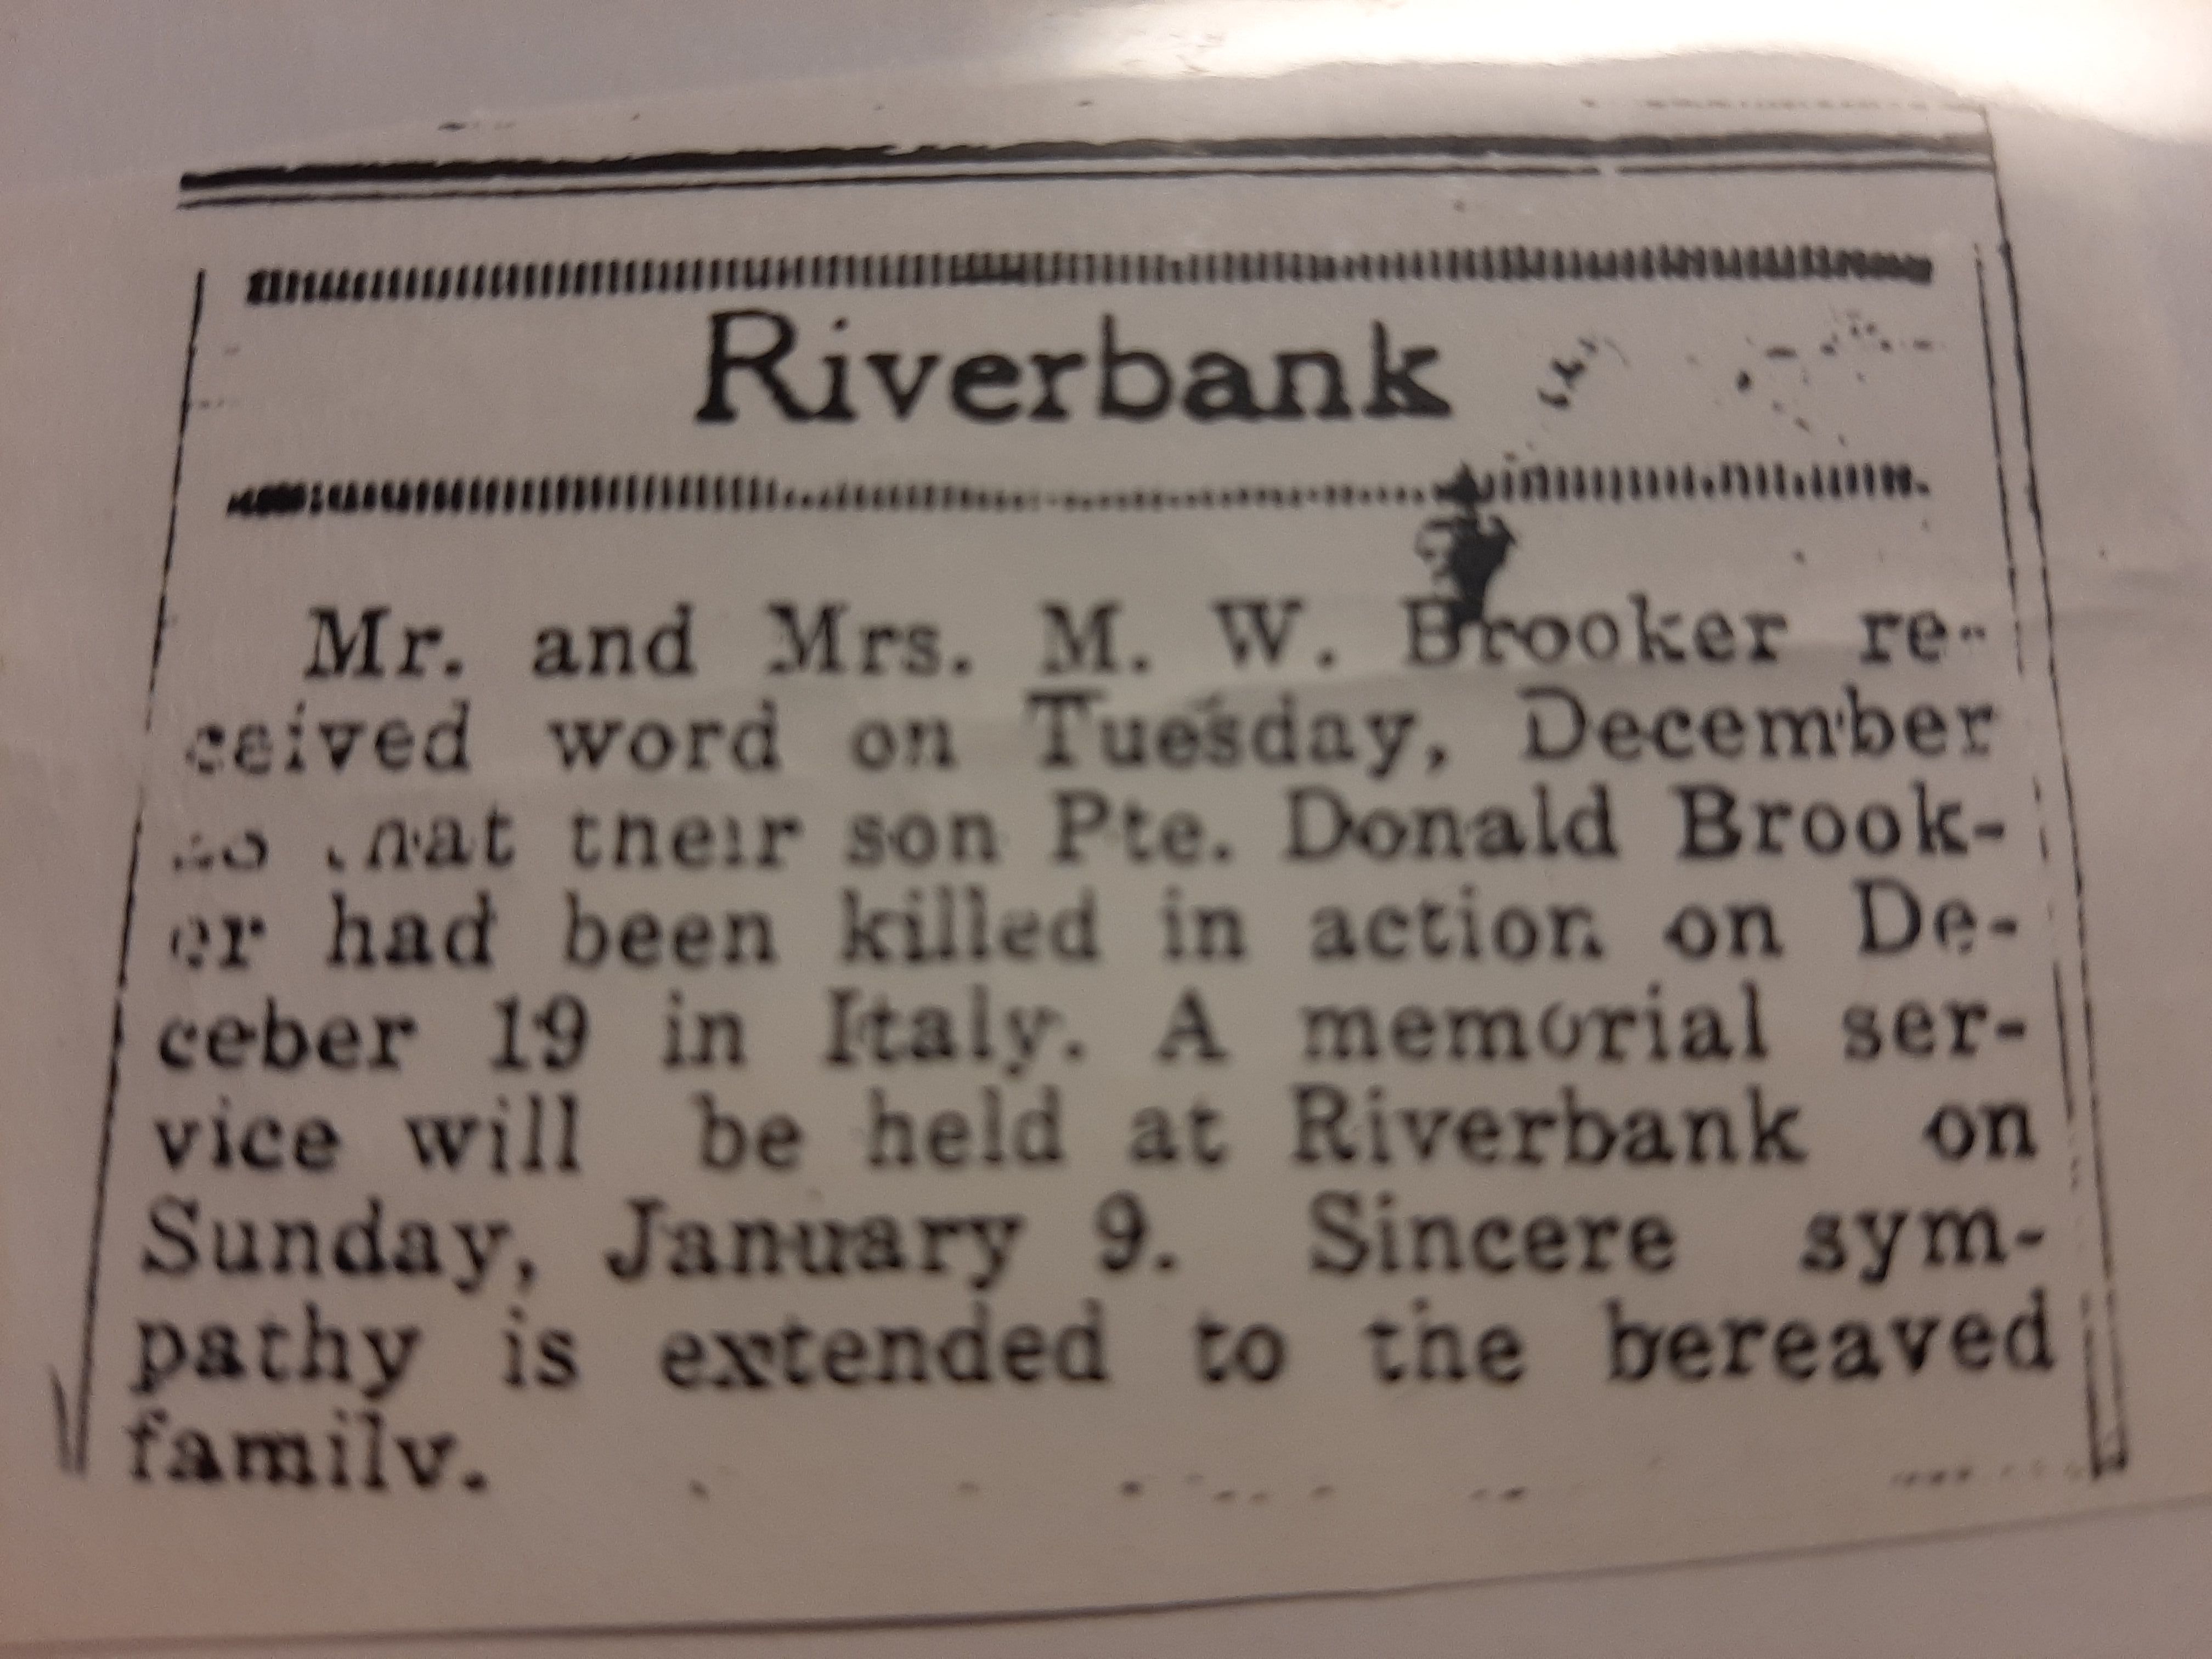 Riverbank
Mr. and Mrs. M. W. Brooker re-
ceived word on Tuesday, December
that their son Pte. Donald Brook-
er had been killed in action on De-
ceber 19 in Italy. A memorial ser-
vice will be held at Riverbank on
Sunday, January 9. Sincere sym-
pathy is extended to the bereaved
family.